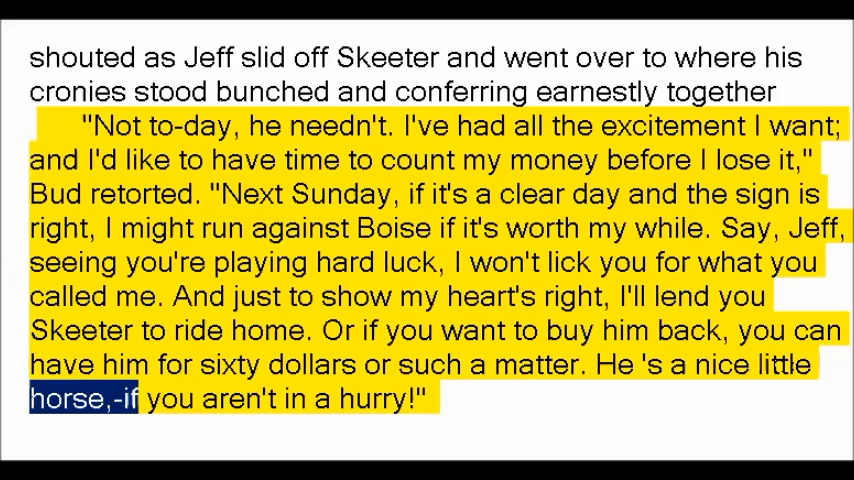 shouted as Jeff slid off Skeeter and went over to where his
cronies stood bunched and conferring earnestly together
"Not to-day, he needn't. I've had all the excitement I want;
and I'd like to have time to count my money before I lose it,"
Bud retorted. "Next Sunday, if it's a clear day and the sign is
right, I might run against Boise if it's worth my while. Say, Jeff,
seeing you're playing hard luck, I won't lick you for what you
called me. And just to show my heart's right, I'll lend you
Skeeter to ride home. Or if you want to buy him back, you can
have him for sixty dollars or such a matter. He 's a nice little
horse,-if you aren't in a hurry!"